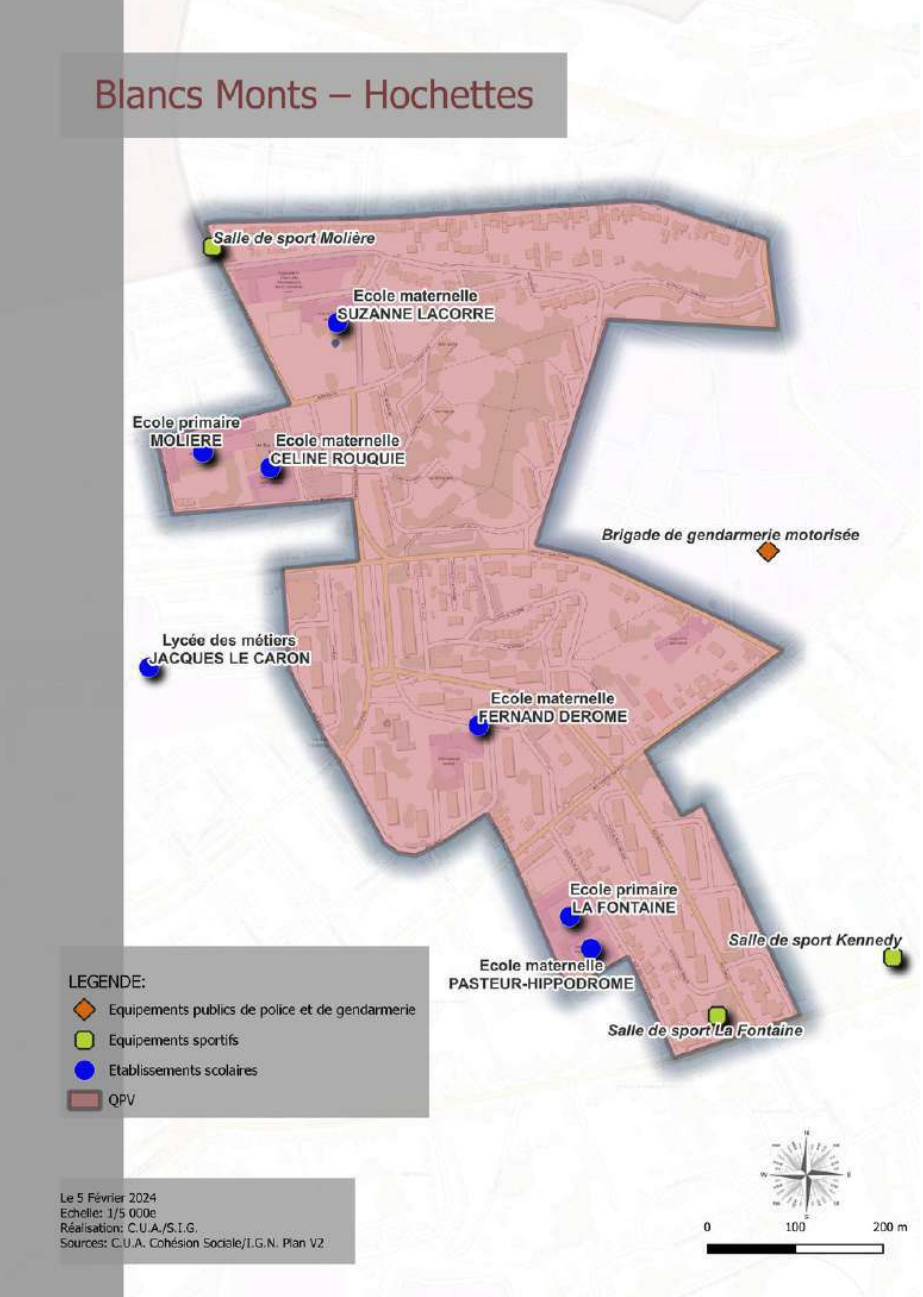 Blancs Monts – Hochettes
Salle de sport Molière
Ecole maternelle
SUZANNE LACORRE
Ecole primaire
MOLIERE
Ecole maternelle
CELINE ROUQUIE
Brigade de gendarmerie motorisée
Lycée des métiers
JACQUES LE CARON
Ecole maternelle
FERNAND DEROME
Ecole primaire
LA FONTAINE
Salle de sport Kennedy
Ecole maternelle
PASTEUR-HIPPODROME
Salle de sport La Fontaine
LEGENDE:
Equipements publics de police et de gendarmerie
Equipements sportifs
Etablissements scolaires
QPV
N
W
E
S
Le 5 Février 2024
Echelle: 1/5 000e
Réalisation: C.U.A./S.I.G.
Sources: C.U.A. Cohésion Sociale/I.G.N. Plan V2
0 100 200 m